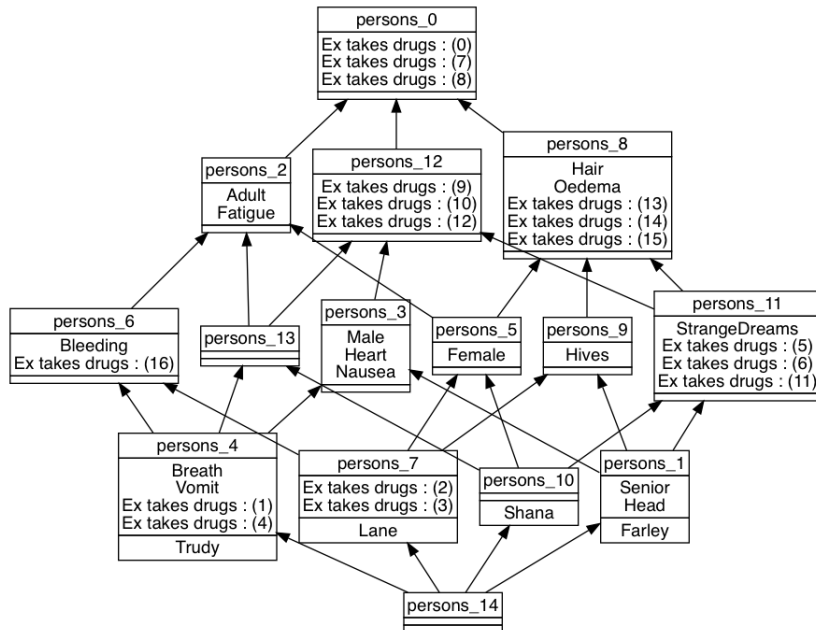 persons_0
Ex takes drugs : (0)
Ex takes drugs : (7)
Ex takes drugs : (8)
persons_2
Adult
Fatigue
persons_12
Ex takes drugs : (9)
Ex takes drugs : (10)
Ex takes drugs : (12)
persons_8
Hair
Oedema
Ex takes drugs : (13)
Ex takes drugs : (14)
Ex takes drugs : (15)
persons_6
Bleeding
Ex takes drugs : (16)
persons_13
persons_3
Male
Heart
Nausea
persons_5
Female
persons_9
Hives
persons_11
StrangeDreams
Ex takes drugs : (5)
Ex takes drugs : (6)
Ex takes drugs : (11)
persons_4
Breath
Vomit
Ex takes drugs : (1)
Ex takes drugs : (4)
Trudy
persons_7
Ex takes drugs : (2)
Ex takes drugs : (3)
Lane
persons_10
Shana
persons_1
Senior
Head
Farley
persons_14